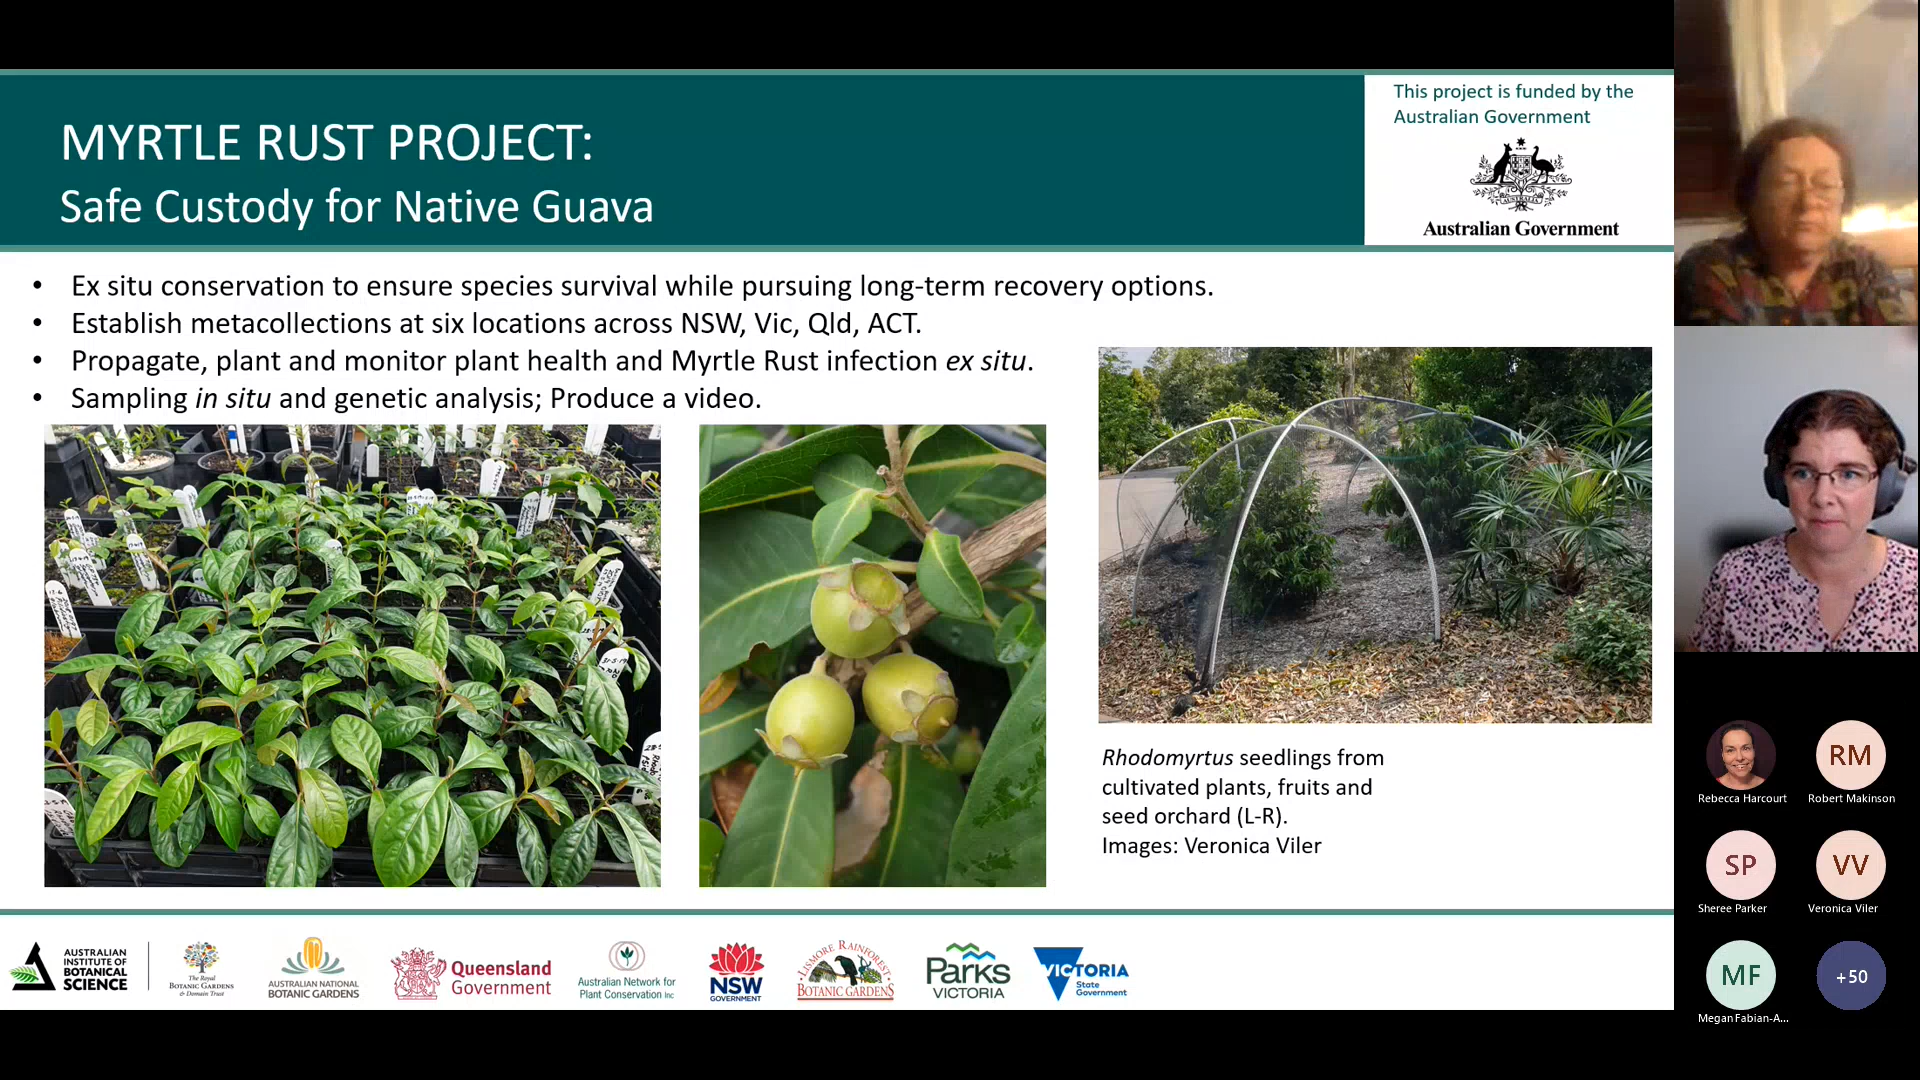 MYRTLE RUST PROJECT:
Safe Custody for Native Guava
This project is funded by the
Australian Government
Australian Government
• Ex situ conservation to ensure species survival while pursuing long-term recovery options.
• Establish metacollections at six locations across NSW, Vic, Qld, ACT.
• Propagate, plant and monitor plant health and Myrtle Rust infection ex situ.
• Sampling in situ and genetic analysis; Produce a video.
Rhodomyrtus seedlings from
cultivated plants, fruits and
seed orchard (L-R).
Images: Veronica Viler
AUSTRALIAN
INSTITUTE OF
BOTANICAL
SCIENCE
The Royal
BOTANIC GARDENS
& Domain Trust
AUSTRALIAN NATIONAL
BOTANIC GARDENS
Queensland
Government
Australian Network for
Plant Conservation Inc
NSW
GOVERNMENT
LISMORE RAINFOREST
BOTANIC GARDENS
Parks
VICTORIA
VICTORIA
State
Government
Rebecca Harcourt
RM
Robert Makinson
SP
Sheree Parker
VV
Veronica Viler
MF
Megan Fabian-A...
+50